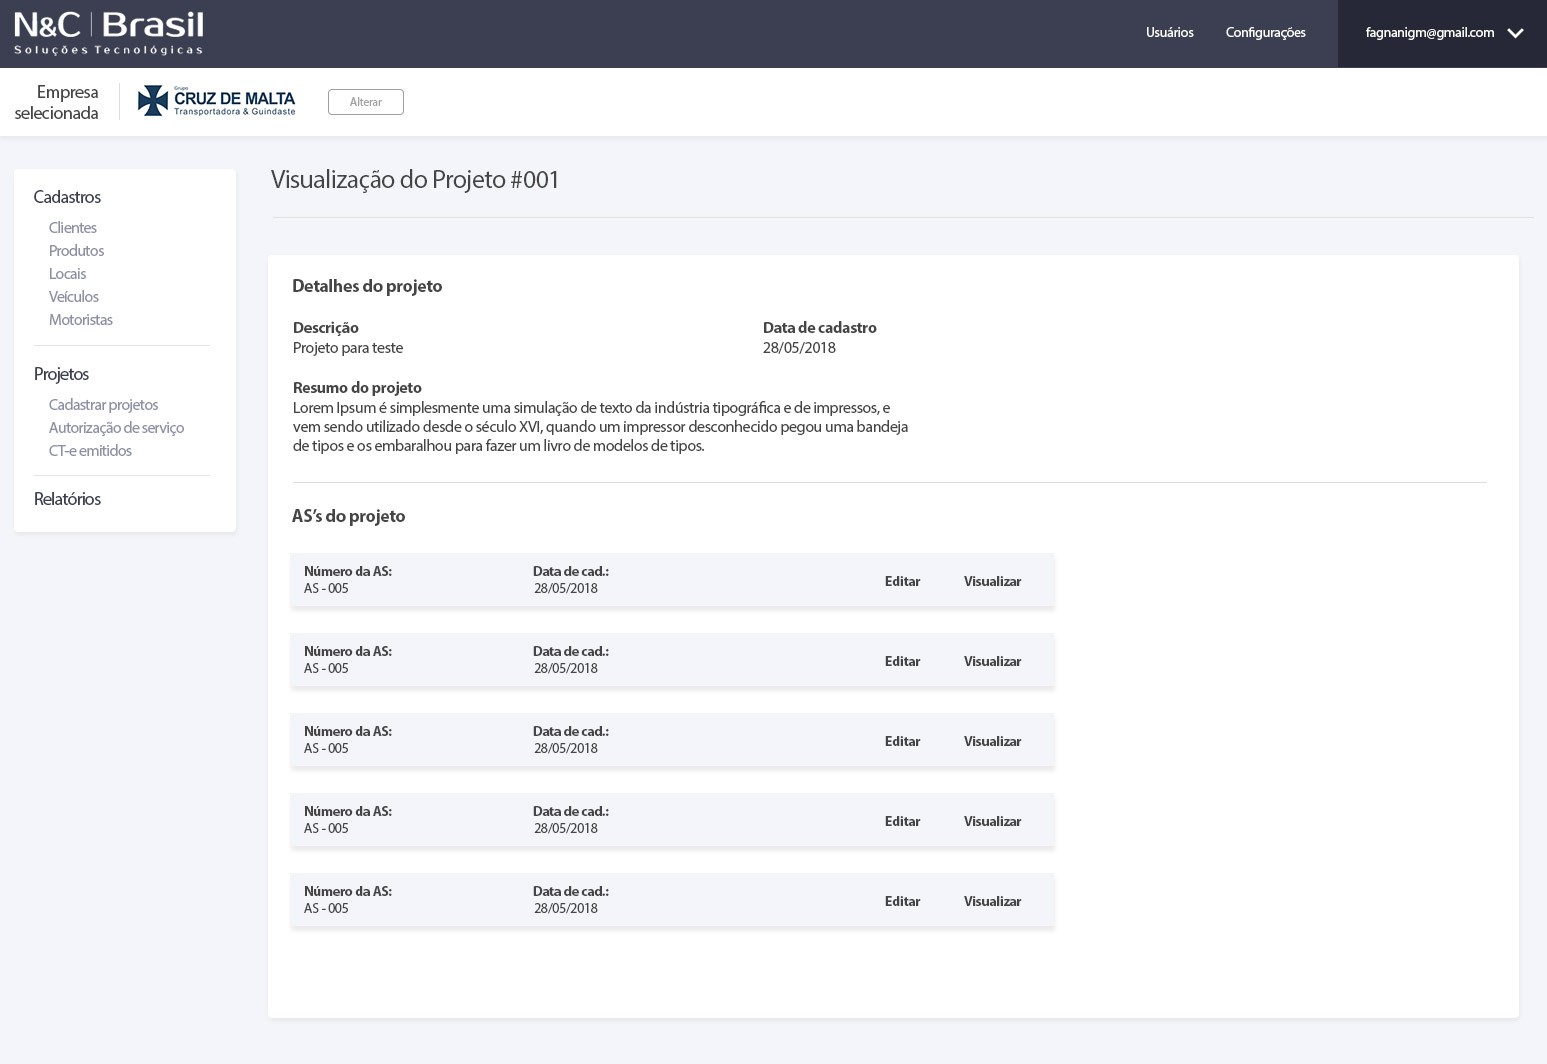 N&C | Brasil
Soluções Tecnológicas
Usuários
Configurações
fagnanigm@gmail.com
Empresa
selecionada
Grupo
CRUZ DE MALTA
Transportadora & Guindaste
Alterar
Cadastros
Clientes
Produtos
Locais
Veículos
Motoristas
Projetos
Cadastrar projetos
Autorização de serviço
CT-e emitidos
Relatórios
Visualização do Projeto #001
Detalhes do projeto
Descrição
Projeto para teste
Data de cadastro
28/05/2018
Resumo do projeto
Lorem Ipsum é simplesmente uma simulação de texto da indústria tipográfica e de impressos, e
vem sendo utilizado desde o século XVI, quando um impressor desconhecido pegou uma bandeja
de tipos e os embaralhou para fazer um livro de modelos de tipos.
AS’s do projeto
Número da AS:
AS - 005
Data de cad.:
28/05/2018
Editar
Visualizar
Número da AS:
AS - 005
Data de cad.:
28/05/2018
Editar
Visualizar
Número da AS:
AS - 005
Data de cad.:
28/05/2018
Editar
Visualizar
Número da AS:
AS - 005
Data de cad.:
28/05/2018
Editar
Visualizar
Número da AS:
AS - 005
Data de cad.:
28/05/2018
Editar
Visualizar